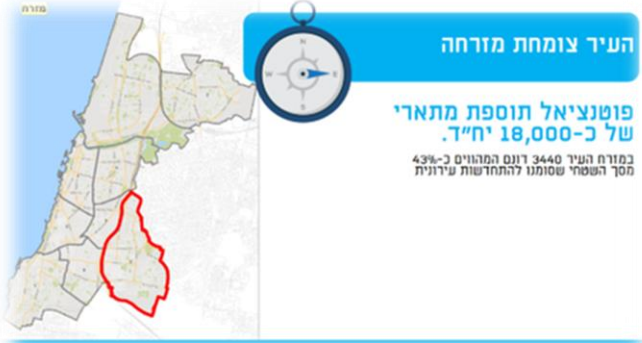 מזרח
העיר צומחת מזרחה
N
W
E
S
פוטנציאל תוספת מתארי
של כ-18,000 יח"ד.
במזרח העיר 3440 דונם המהווים כ-43%
מסך השטחי שסומנו להתחדשות עירונית